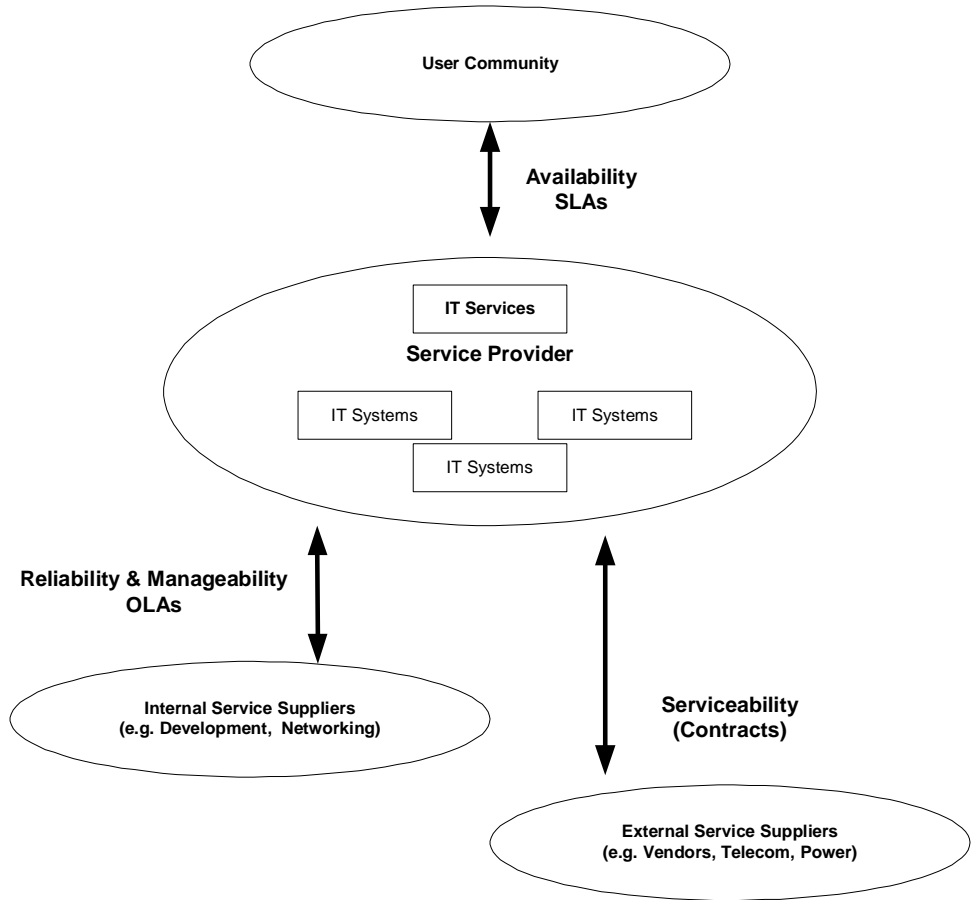 User Community
Availability
SLAs
IT Services
Service Provider
IT Systems
IT Systems
IT Systems
Reliability & Manageability
OLAs
Internal Service Suppliers
(e.g. Development, Networking)
Serviceability
(Contracts)
External Service Suppliers
(e.g. Vendors, Telecom, Power)